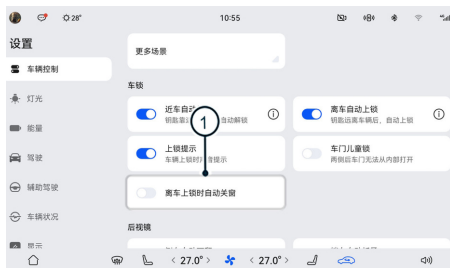 28°
10:55
设置
更多场景
车辆控制
车锁
灯光
近车自动
钥匙靠近 自动解锁
离车自动上锁
钥匙远离车辆后，自动上锁
1
能量
驾驶
上锁提示
车辆上锁时 音提示
车门儿童锁
两侧后车门无法从内部打开
辅助驾驶
离车上锁时自动关窗
车辆状况
后视镜
显示
< 27.0° >
< 27.0° >